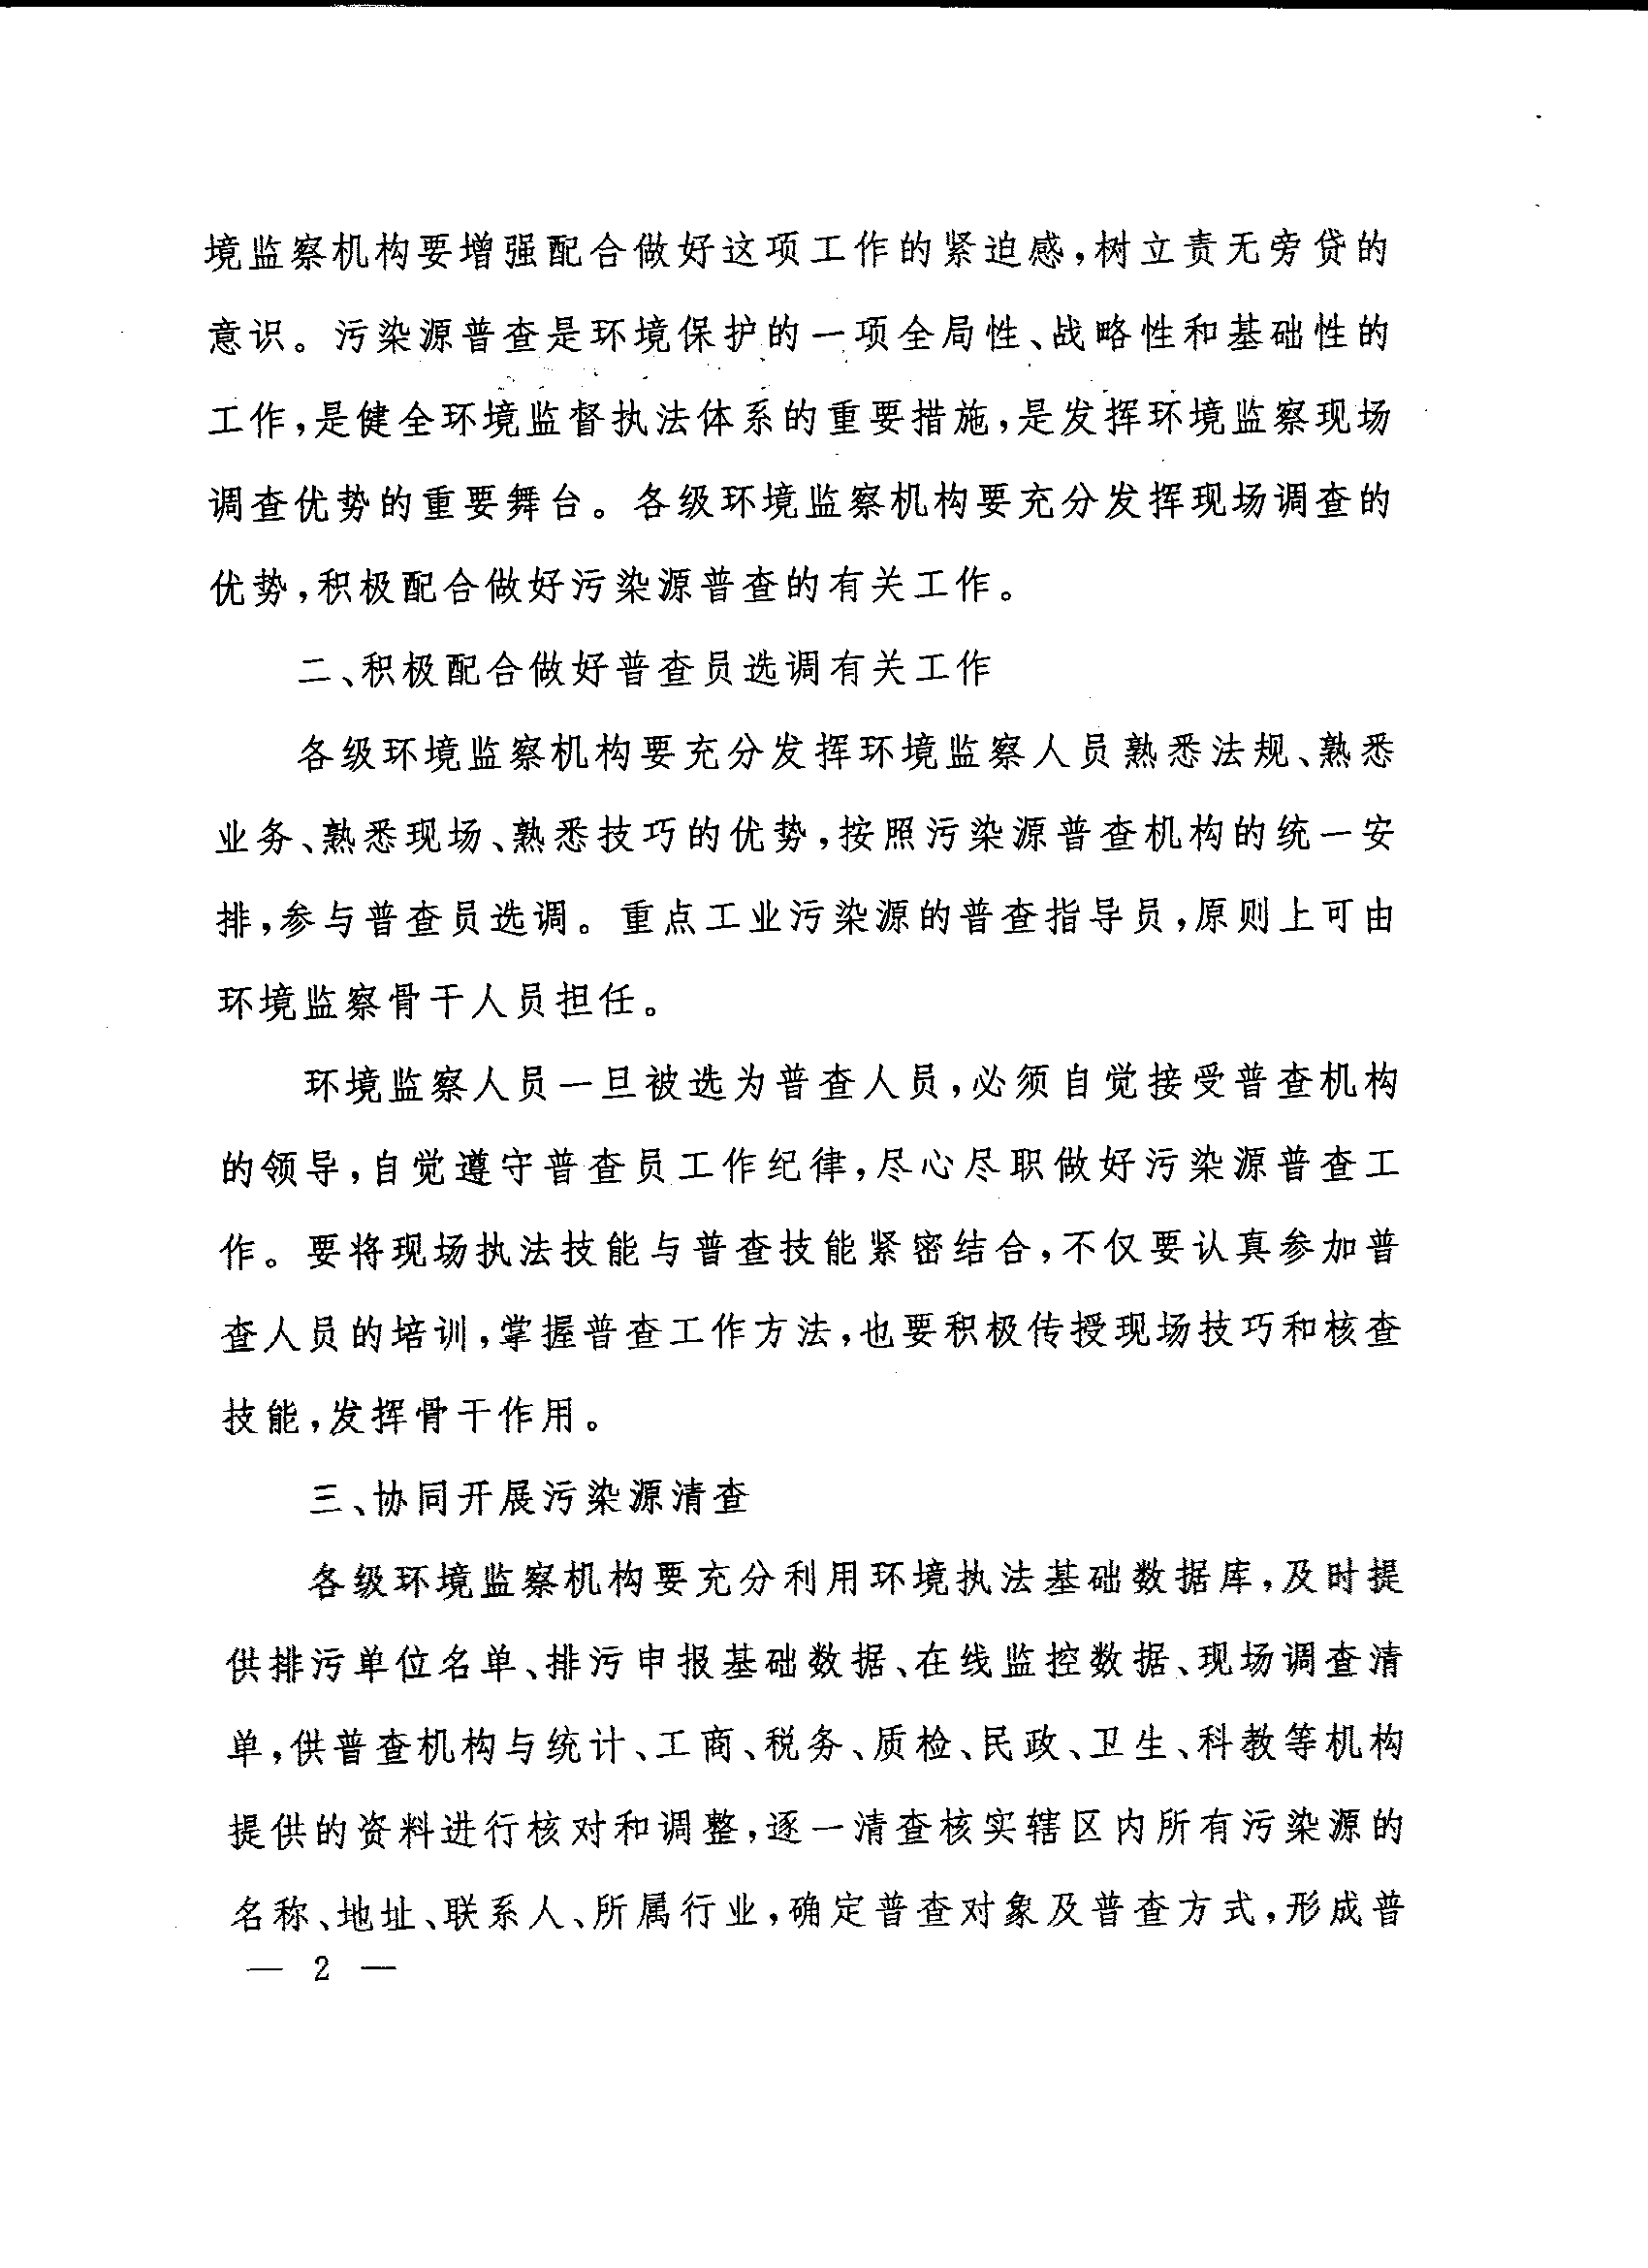 境监察机构要增强配合做好这项工作的紧迫感,树立责无旁贷的
意识。污染源普查是环境保护的一项全局性、战略性和基础性的
工作,是健全环境监督执法体系的重要措施,是发挥环境监察现场
调查优势的重要舞台。各级环境监察机构要充分发挥现场调查的
优势,积极配合做好污染源普查的有关工作。
二、积极配合做好普查员选调有关工作
各级环境监察机构要充分发挥环境监察人员熟悉法规、熟悉
业务、熟悉现场、熟悉技巧的优势,按照污染源普查机构的统一安
排,参与普查员选调。重点工业污染源的普查指导员,原则上可由
环境监察骨干人员担任。
环境监察人员一旦被选为普查人员,必须自觉接受普查机构
的领导,自觉遵守普查员工作纪律,尽心尽职做好污染源普查工
作。要将现场执法技能与普查技能紧密结合,不仅要认真参加普
查人员的培训,掌握普查工作方法,也要积极传授现场技巧和核查
技能,发挥骨干作用。
三、协同开展污染源清查
各级环境监察机构要充分利用环境执法基础数据库,及时提
供排污单位名单、排污申报基础数据、在线监控数据、现场调查清
单,供普查机构与统计、工商、税务、质检、民政、卫生、科教等机构
提供的资料进行核对和调整,逐一清查核实辖区内所有污染源的
名称、地址、联系人、所属行业,确定普查对象及普查方式,形成普
— 2 —